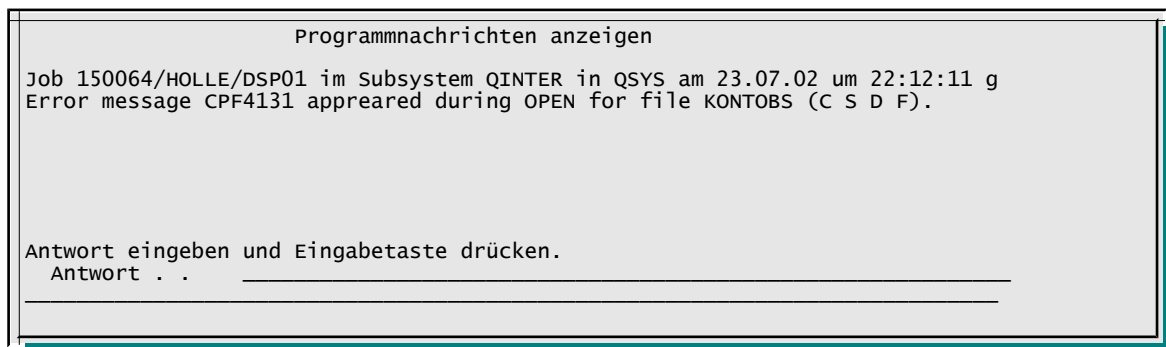 Programmnachrichten anzeigen
Job 150064/HOLLE/DSP01 im Subsystem QINTER in QSYS am 23.07.02 um 22:12:11 g
Error message CPF4131 appreared during OPEN for file KONTOBS (C S D F).
Antwort eingeben und Eingabetaste drücken.
Antwort . .